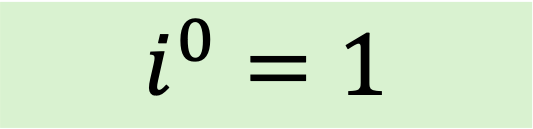 i⁰ = 1